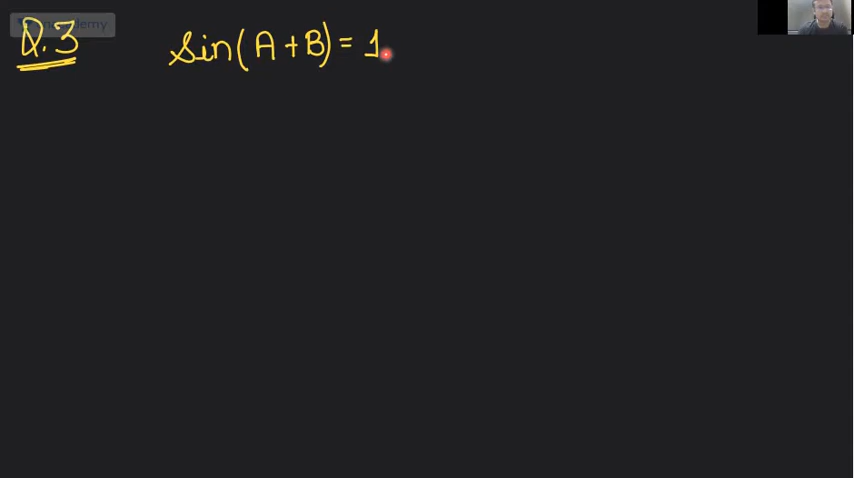 Q.3 sin(A+B) = 1